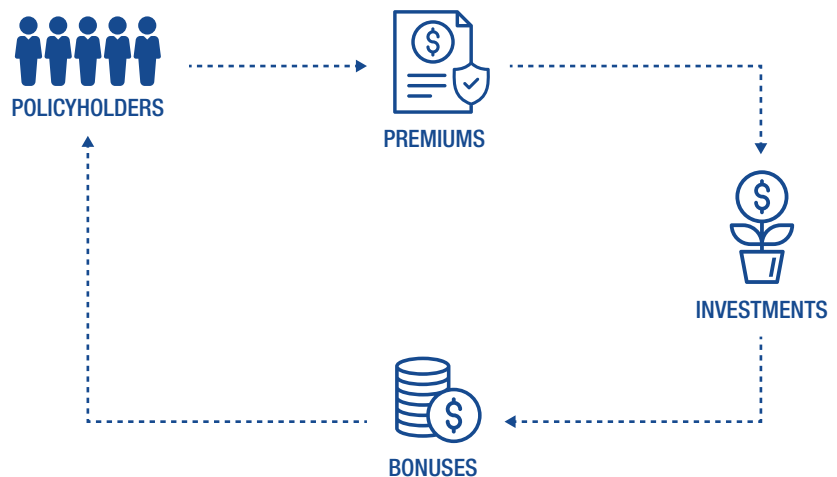 POLICYHOLDERS
$
PREMIUMS
$
INVESTMENTS
$
BONUSES